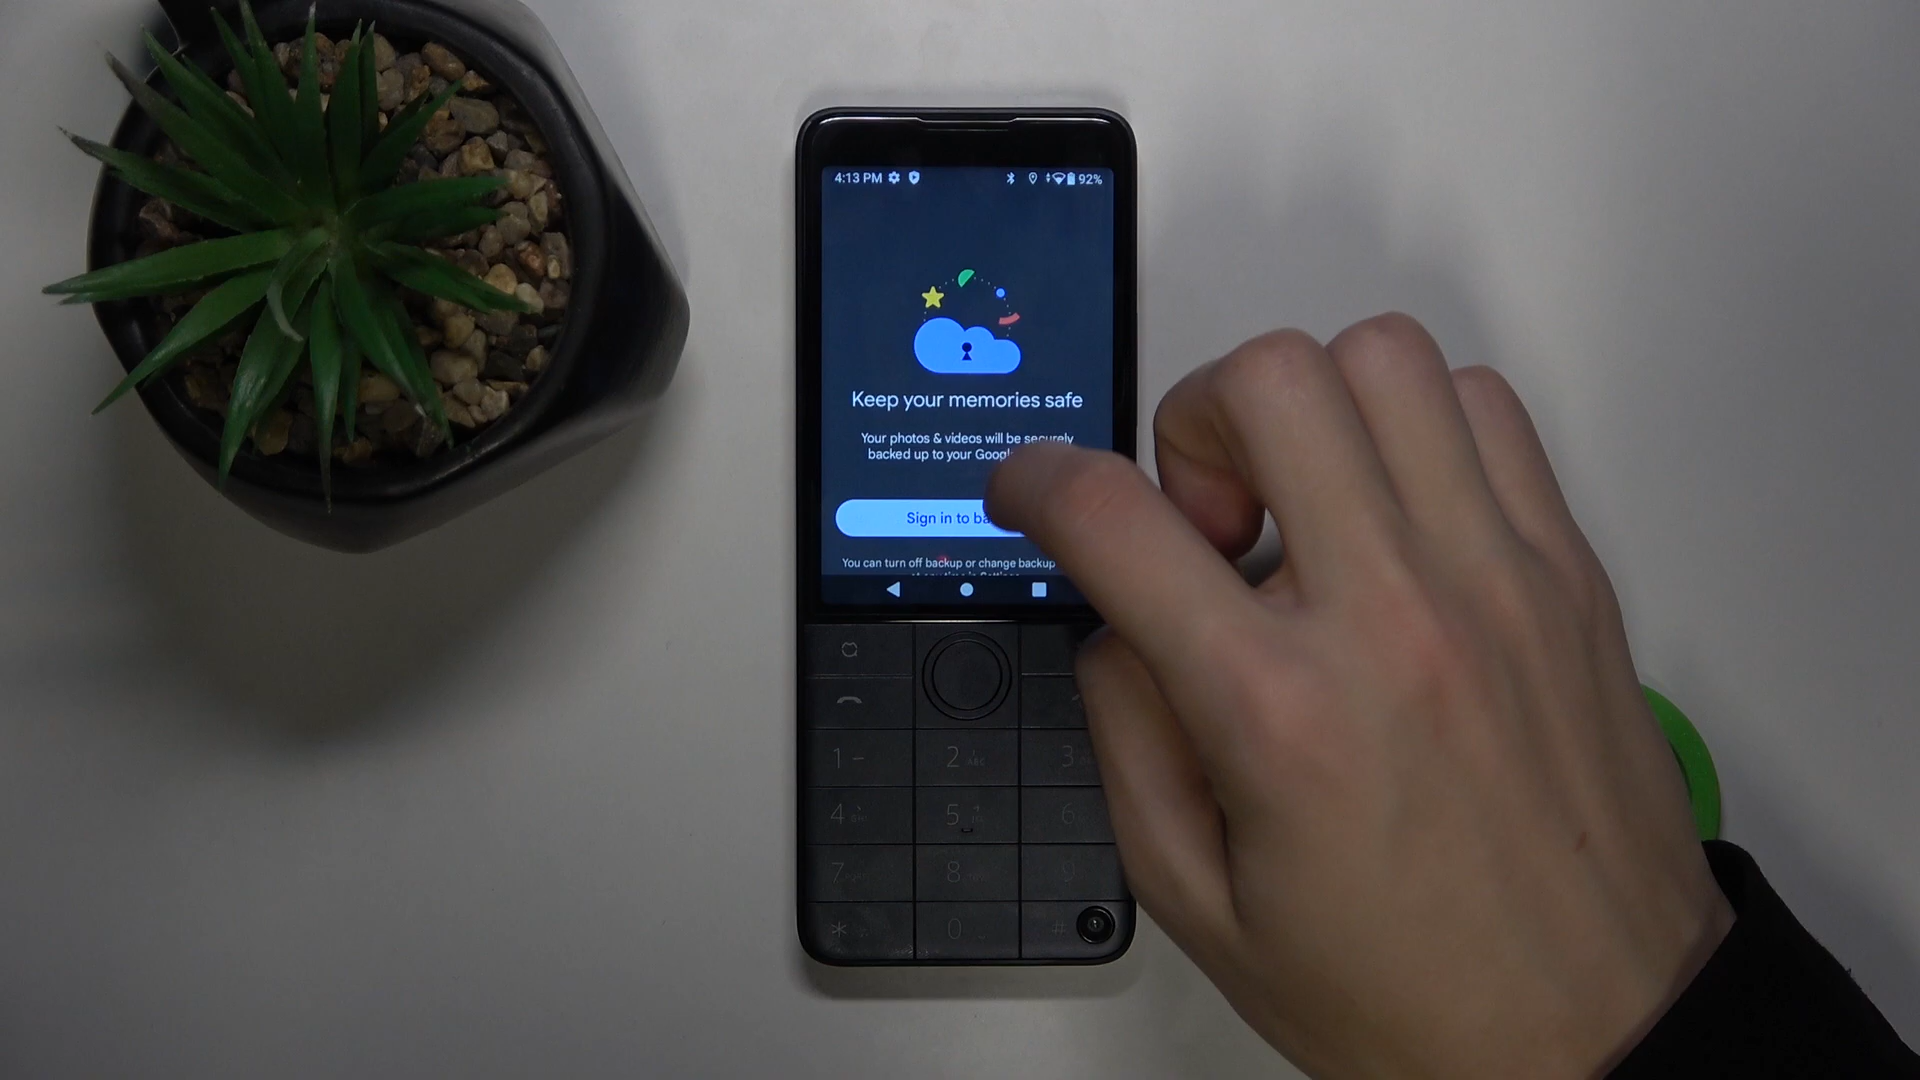 4:13 PM 92%
Keep your memories safe
Your photos & videos will be securely
backed up to your
Sign in to
You can turn off backup or change backup
1 -
2 ABC
3
4
5
6
7
8
9
*
0
#